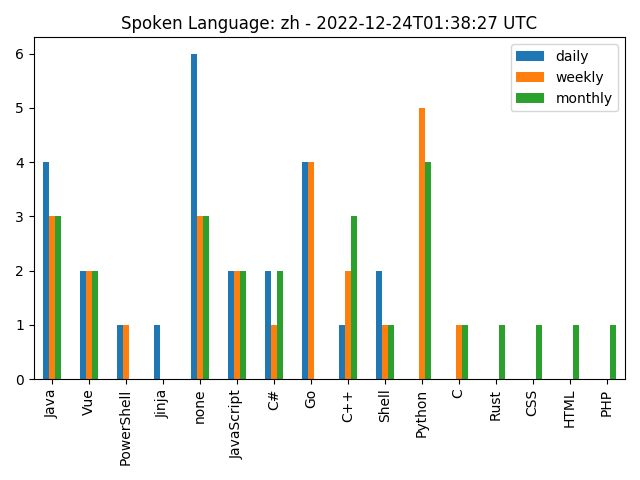 Spoken Language: zh - 2022-12-24T01:38:27 UTC
daily
weekly
monthly
6
5
4
3
2
1
0
Java
Vue
PowerShell
Jinja
none
JavaScript
C#
Go
C++
Shell
Python
C
Rust
CSS
HTML
PHP